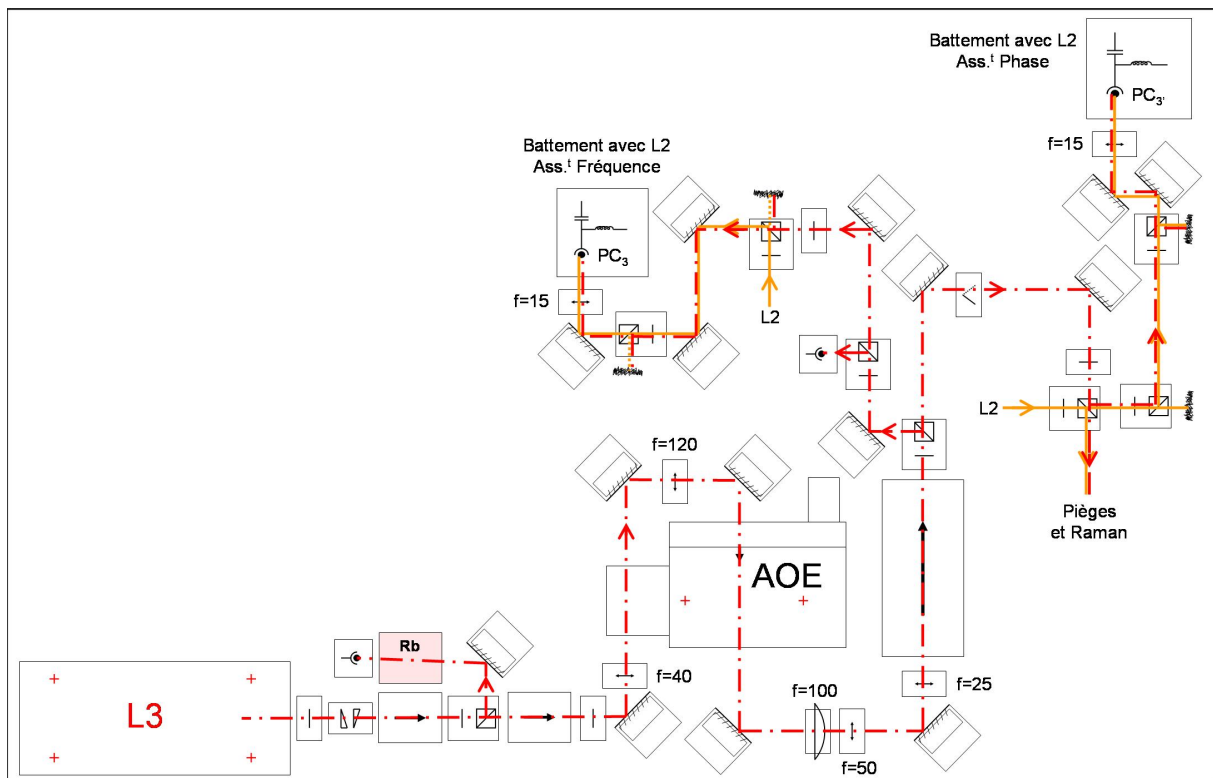 Battement avec L2
Ass.ᵗ Phase
PC₃'
f=15
Battement avec L2
Ass.ᵗ Fréquence
PC₃
f=15
L2
L2
Pièges
et Raman
f=120
AOE
Rb
f=40
f=100
f=25
L3
f=50